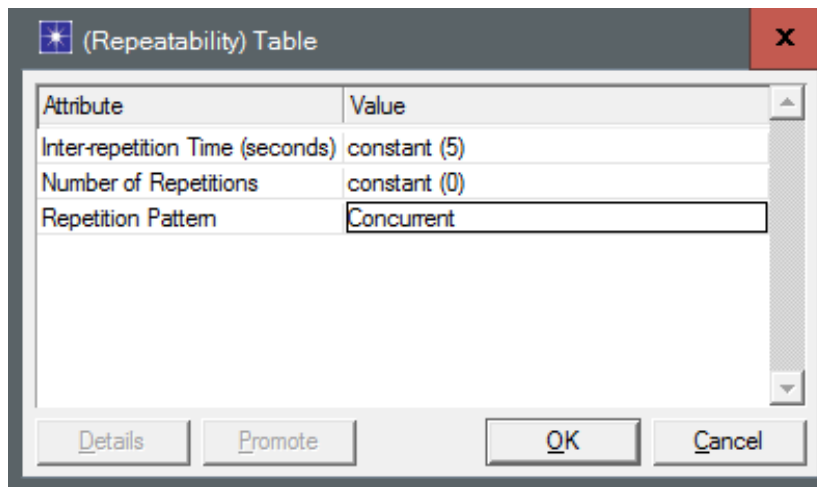 (Repeatability) Table
x
Attribute Value
Inter-repetition Time (seconds) constant (5)
Number of Repetitions constant (0)
Repetition Pattern Concurrent
Details Promote OK Cancel